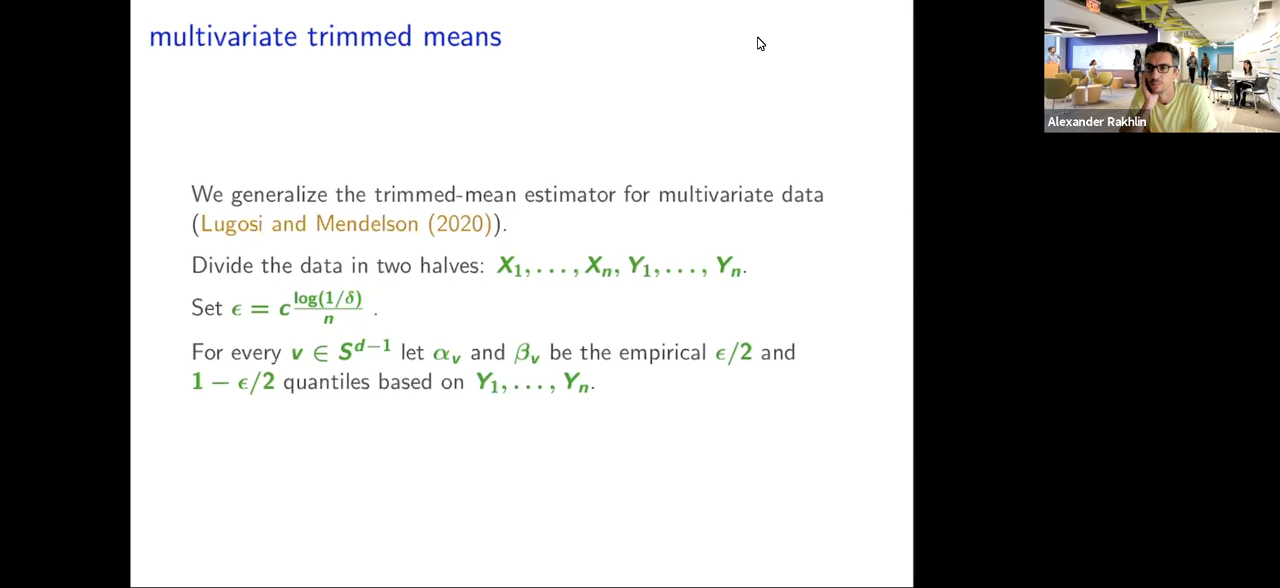 multivariate trimmed means
We generalize the trimmed-mean estimator for multivariate data
(Lugosi and Mendelson (2020)).
Divide the data in two halves: X₁, . . . , Xₙ, Y₁, . . . , Yₙ.
Set ϵ = c log(1/δ)/n .
For every v ∈ Sᵈ⁻¹ let αᵥ and βᵥ be the empirical ϵ/2 and
1 − ϵ/2 quantiles based on Y₁, . . . , Yₙ.
Alexander Rakhlin